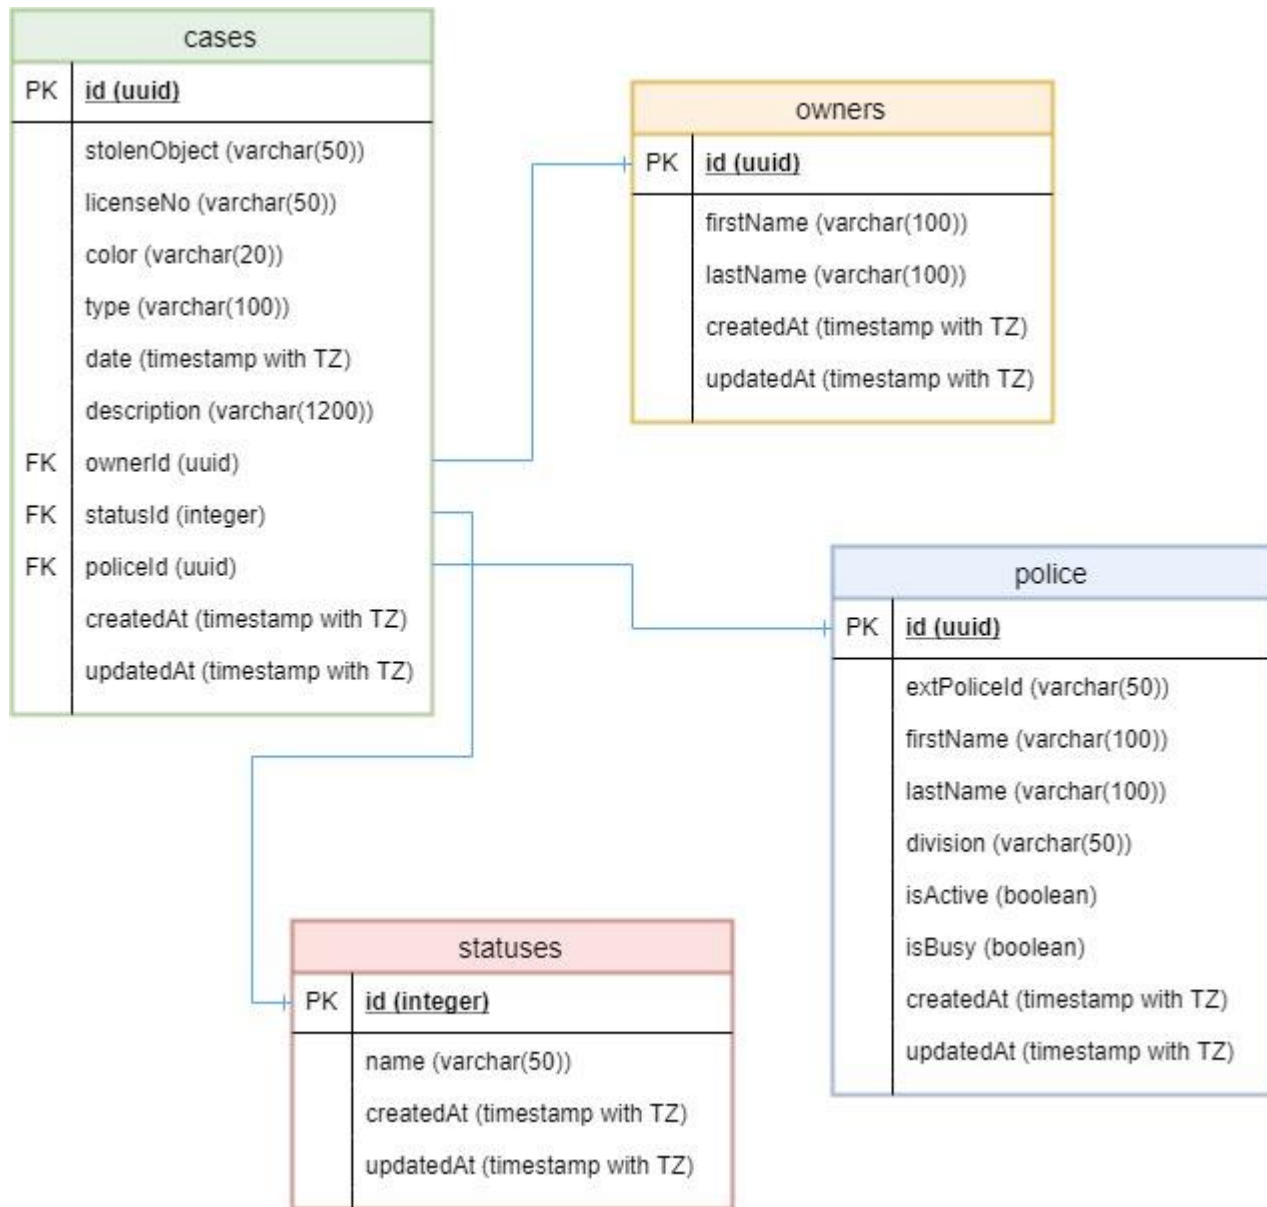 cases
PK id (uuid)
stolenObject (varchar(50))
licenseNo (varchar(50))
color (varchar(20))
type (varchar(100))
date (timestamp with TZ)
description (varchar(1200))
FK ownerId (uuid)
FK statusId (integer)
FK policeId (uuid)
createdAt (timestamp with TZ)
updatedAt (timestamp with TZ)
owners
PK id (uuid)
firstName (varchar(100))
lastName (varchar(100))
createdAt (timestamp with TZ)
updatedAt (timestamp with TZ)
police
PK id (uuid)
extPoliceId (varchar(50))
firstName (varchar(100))
lastName (varchar(100))
division (varchar(50))
isActive (boolean)
isBusy (boolean)
createdAt (timestamp with TZ)
updatedAt (timestamp with TZ)
statuses
PK id (integer)
name (varchar(50))
createdAt (timestamp with TZ)
updatedAt (timestamp with TZ)